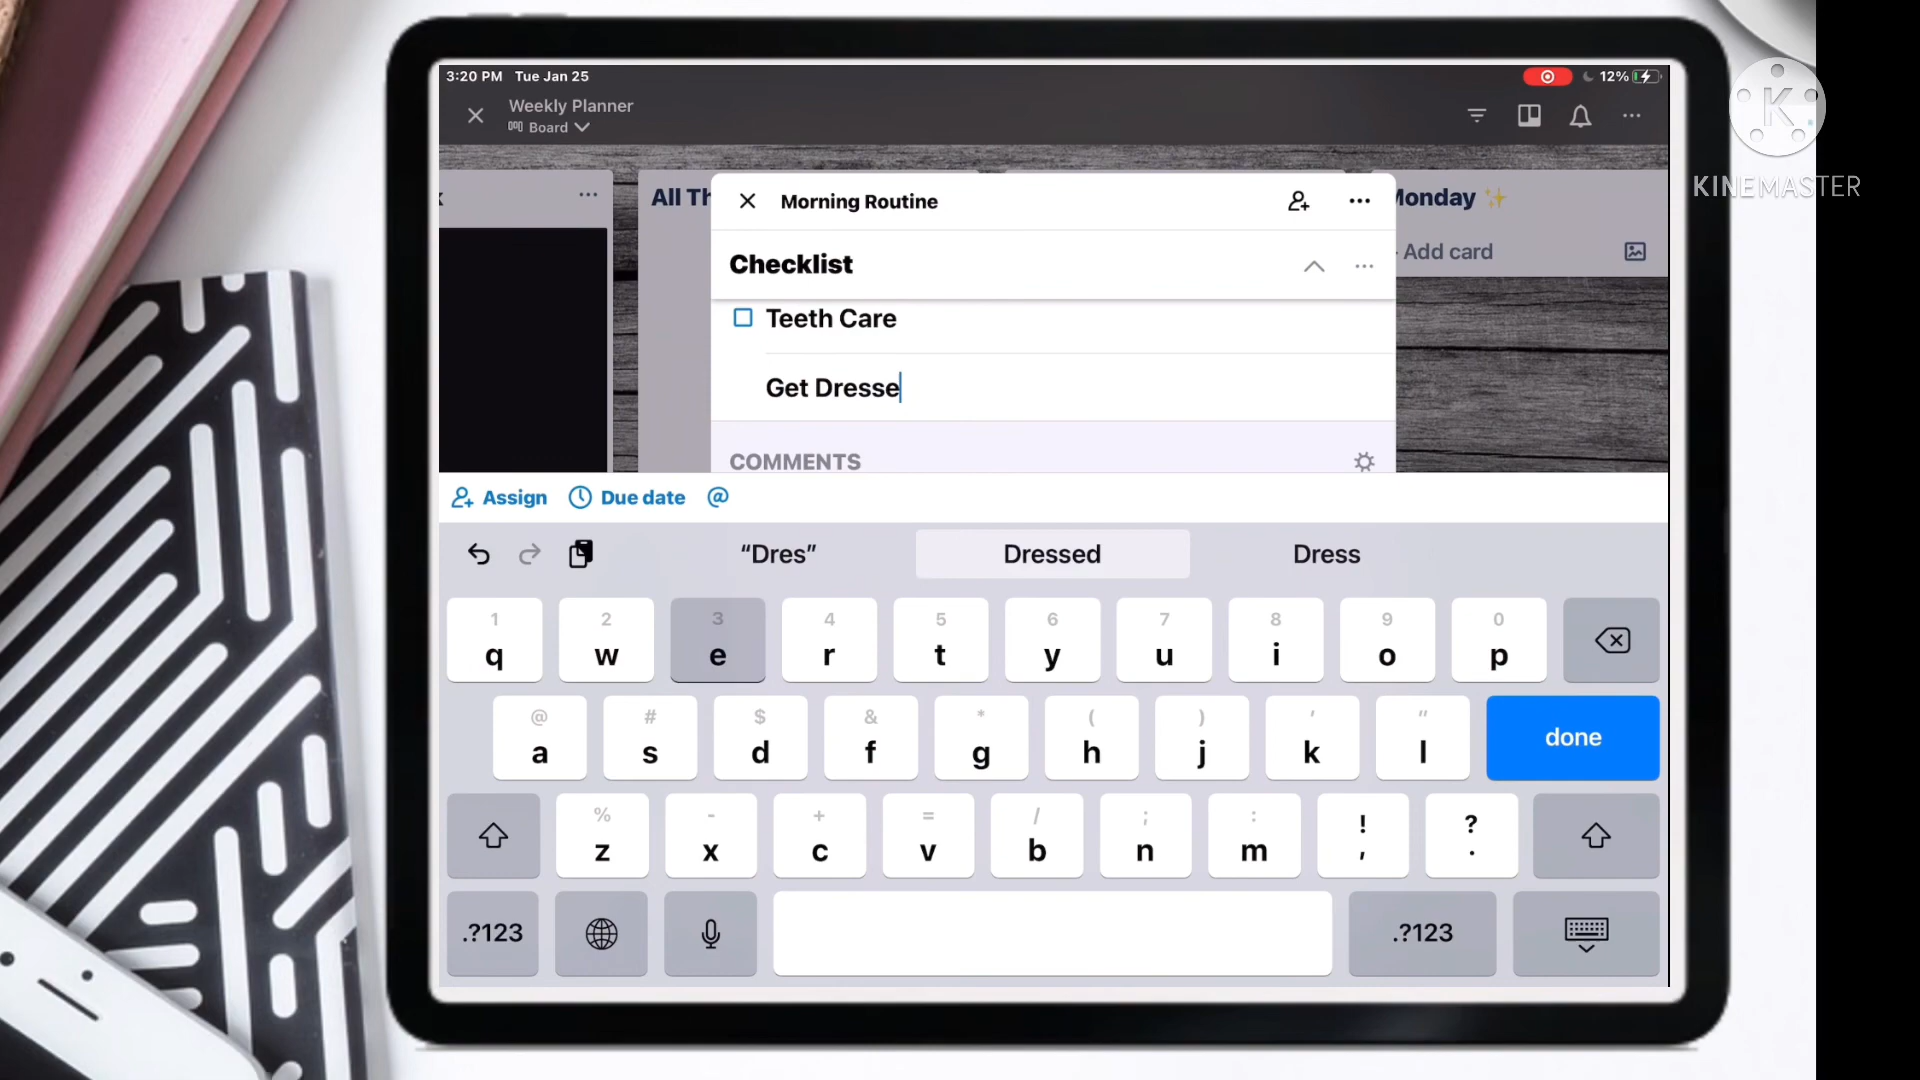 3:20 PM Tue Jan 25
12%
Weekly Planner
Board
All Th
Morning Routine
Monday ✨
Add card
Checklist
Teeth Care
Get Dresse
COMMENTS
Assign
Due date
@
“Dres”
Dressed
Dress
1 2 3 4 5 6 7 8 9 0
q w e r t y u i o p
@ # $ & * ( ) ' "
a s d f g h j k l
done
% - + = / ; : ! ?
z x c v b n m , .
.?123
.?123
K
KINEMASTER